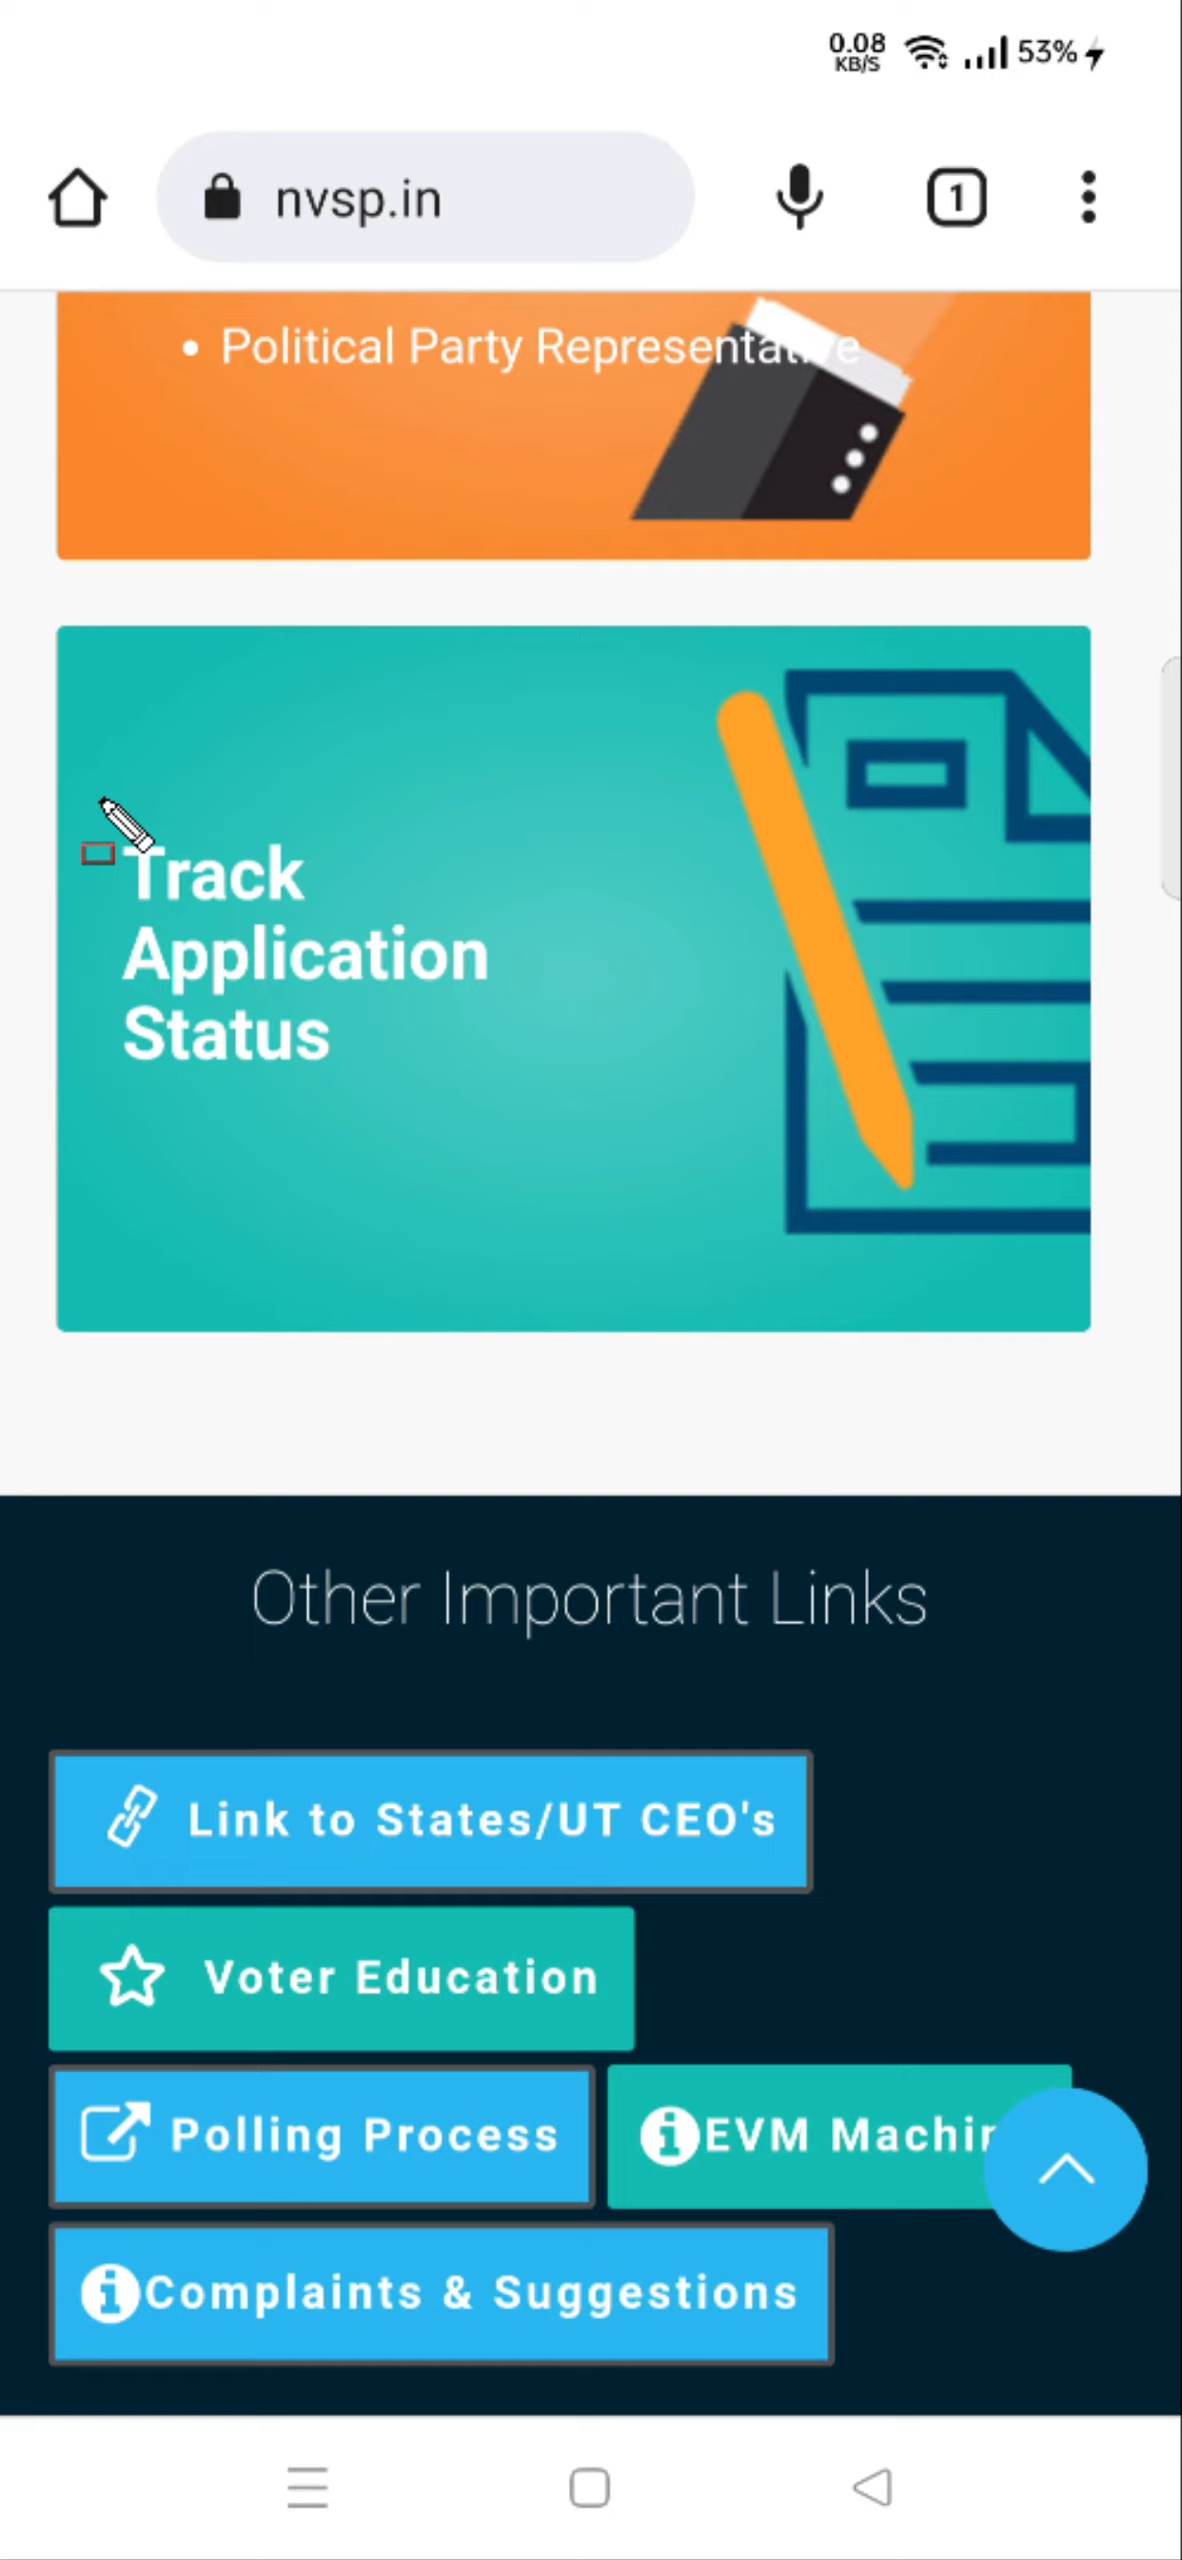 0.08
KB/S
53%
nvsp.in
1
Political Party Representative
Track
Application
Status
Other Important Links
Link to States/UT CEO's
Voter Education
Polling Process
EVM Machin
Complaints & Suggestions